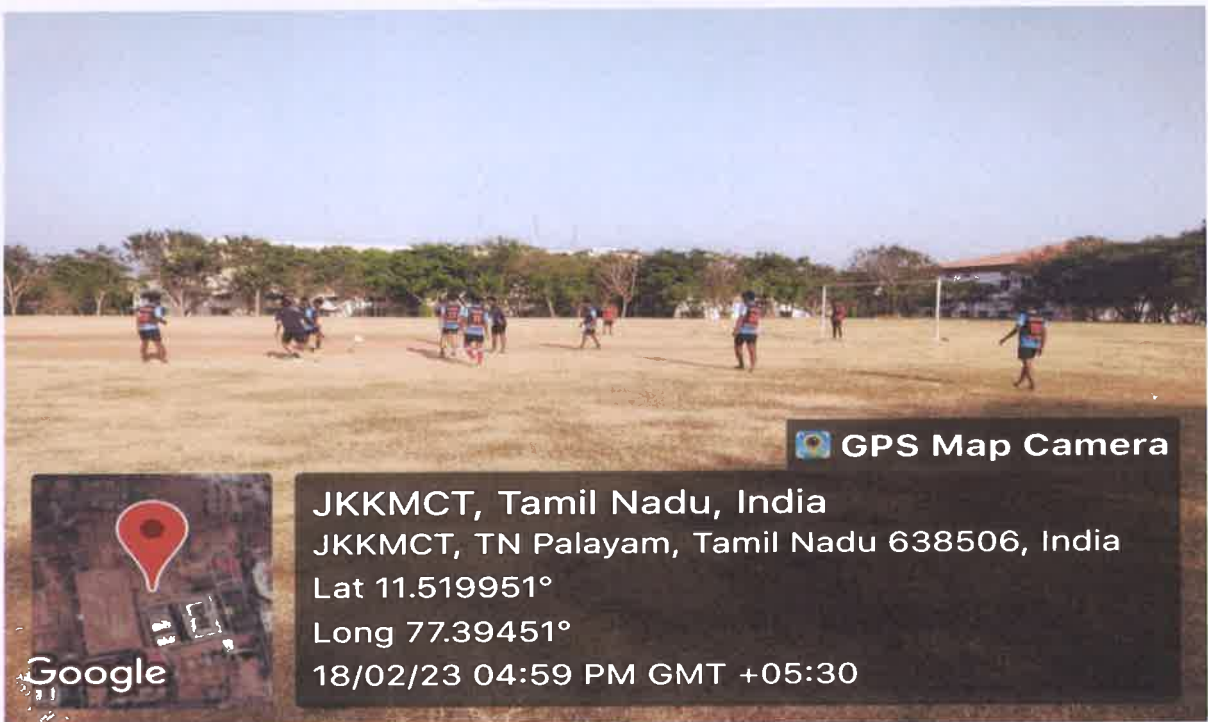 GPS Map Camera
JKKMCT, Tamil Nadu, India
JKKMCT, TN Palayam, Tamil Nadu 638506, India
Lat 11.519951°
Long 77.39451°
18/02/23 04:59 PM GMT +05:30
Google